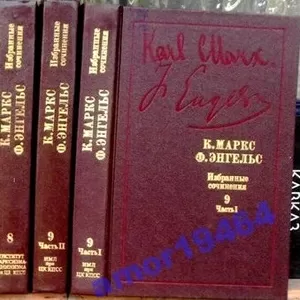 Избранные
сочинения
К. МАРКС
Ф. ЭНГЕЛЬС
8
ИНСТИТУТ
МАРКСИЗМА-
ЛЕНИНИЗМА
при ЦК КПСС
Избранные
сочинения
К. МАРКС
Ф. ЭНГЕЛЬС
9
Часть II
ИМЛ
при
ЦК КПСС
Избранные
сочинения
К. МАРКС
Ф. ЭНГЕЛЬС
9
Часть I
ИМЛ
при
ЦК КПСС
Karl Marx
F. Engels
К. МАРКС
Ф. ЭНГЕЛЬС
Избранные
сочинения
9
Часть I
КАВКАЗ
amor19464